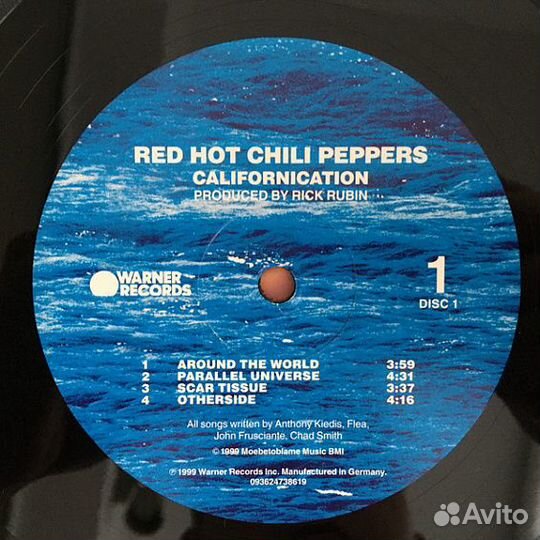 RED HOT CHILI PEPPERS
CALIFORNICATION
PRODUCED BY RICK RUBIN
WARNER
RECORDS
1
DISC 1
1 AROUND THE WORLD 3:59
2 PARALLEL UNIVERSE 4:31
3 SCAR TISSUE 3:37
4 OTHERSIDE 4:16
All songs written by Anthony Kiedis, Flea,
John Frusciante, Chad Smith
© 1999 Moebetoblame Music BMI
℗ 1999 Warner Records Inc. Manufactured in Germany.
093624738619
Avito